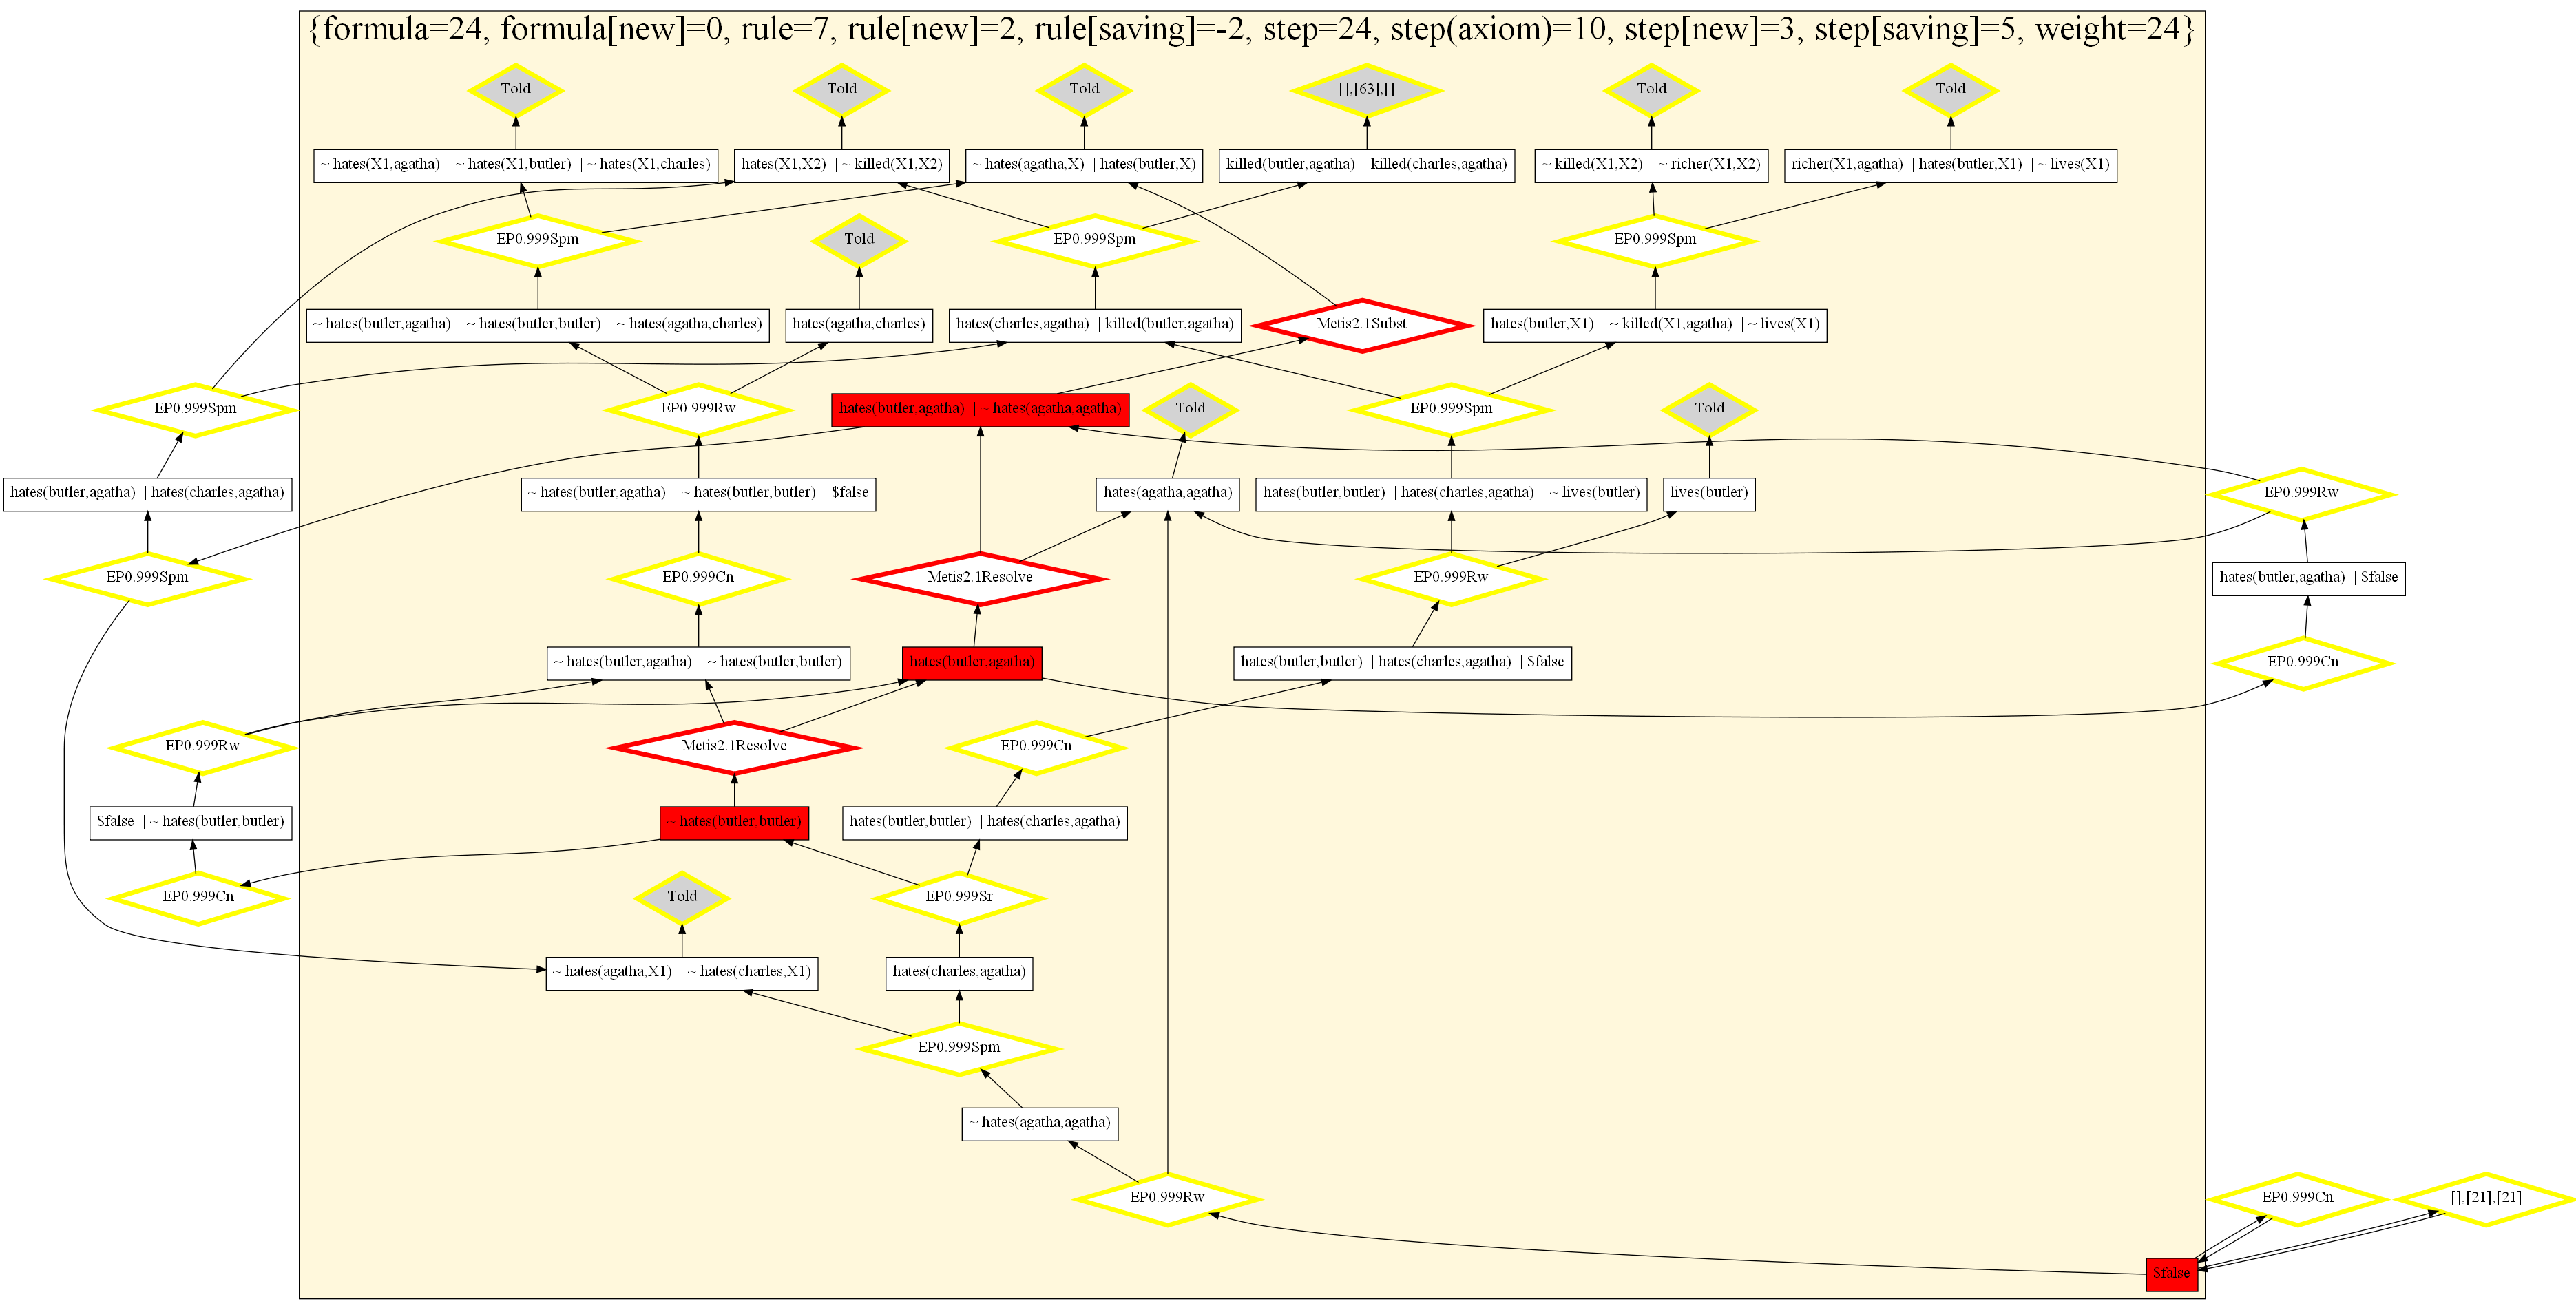 {formula=24, formula[new]=0, rule=7, rule[new]=2, rule[saving]=-2, step=24, step(axiom)=10, step[new]=3, step[saving]=5, weight=24}
Told
Told
Told
[],[63],[]
Told
Told
~ hates(X1,agatha) | ~ hates(X1,butler) | ~ hates(X1,charles)
hates(X1,X2) | ~ killed(X1,X2)
~ hates(agatha,X) | hates(butler,X)
killed(butler,agatha) | killed(charles,agatha)
~ killed(X1,X2) | ~ richer(X1,X2)
richer(X1,agatha) | hates(butler,X1) | ~ lives(X1)
EP0.999Spm
Told
EP0.999Spm
EP0.999Spm
~ hates(butler,agatha) | ~ hates(butler,butler) | ~ hates(agatha,charles)
hates(agatha,charles)
hates(charles,agatha) | killed(butler,agatha)
Metis2.1Subst
hates(butler,X1) | ~ killed(X1,agatha) | ~ lives(X1)
EP0.999Spm
EP0.999Rw
hates(butler,agatha) | ~ hates(agatha,agatha)
Told
EP0.999Spm
Told
hates(butler,agatha) | hates(charles,agatha)
~ hates(butler,agatha) | ~ hates(butler,butler) | $false
hates(agatha,agatha)
hates(butler,butler) | hates(charles,agatha) | ~ lives(butler)
lives(butler)
EP0.999Rw
EP0.999Spm
EP0.999Cn
Metis2.1Resolve
EP0.999Rw
hates(butler,agatha) | $false
~ hates(butler,agatha) | ~ hates(butler,butler)
hates(butler,agatha)
hates(butler,butler) | hates(charles,agatha) | $false
EP0.999Cn
EP0.999Rw
Metis2.1Resolve
EP0.999Cn
$false | ~ hates(butler,butler)
~ hates(butler,butler)
hates(butler,butler) | hates(charles,agatha)
EP0.999Cn
Told
EP0.999Sr
~ hates(agatha,X1) | ~ hates(charles,X1)
hates(charles,agatha)
EP0.999Spm
~ hates(agatha,agatha)
EP0.999Rw
EP0.999Cn
[],[21],[21]
$false